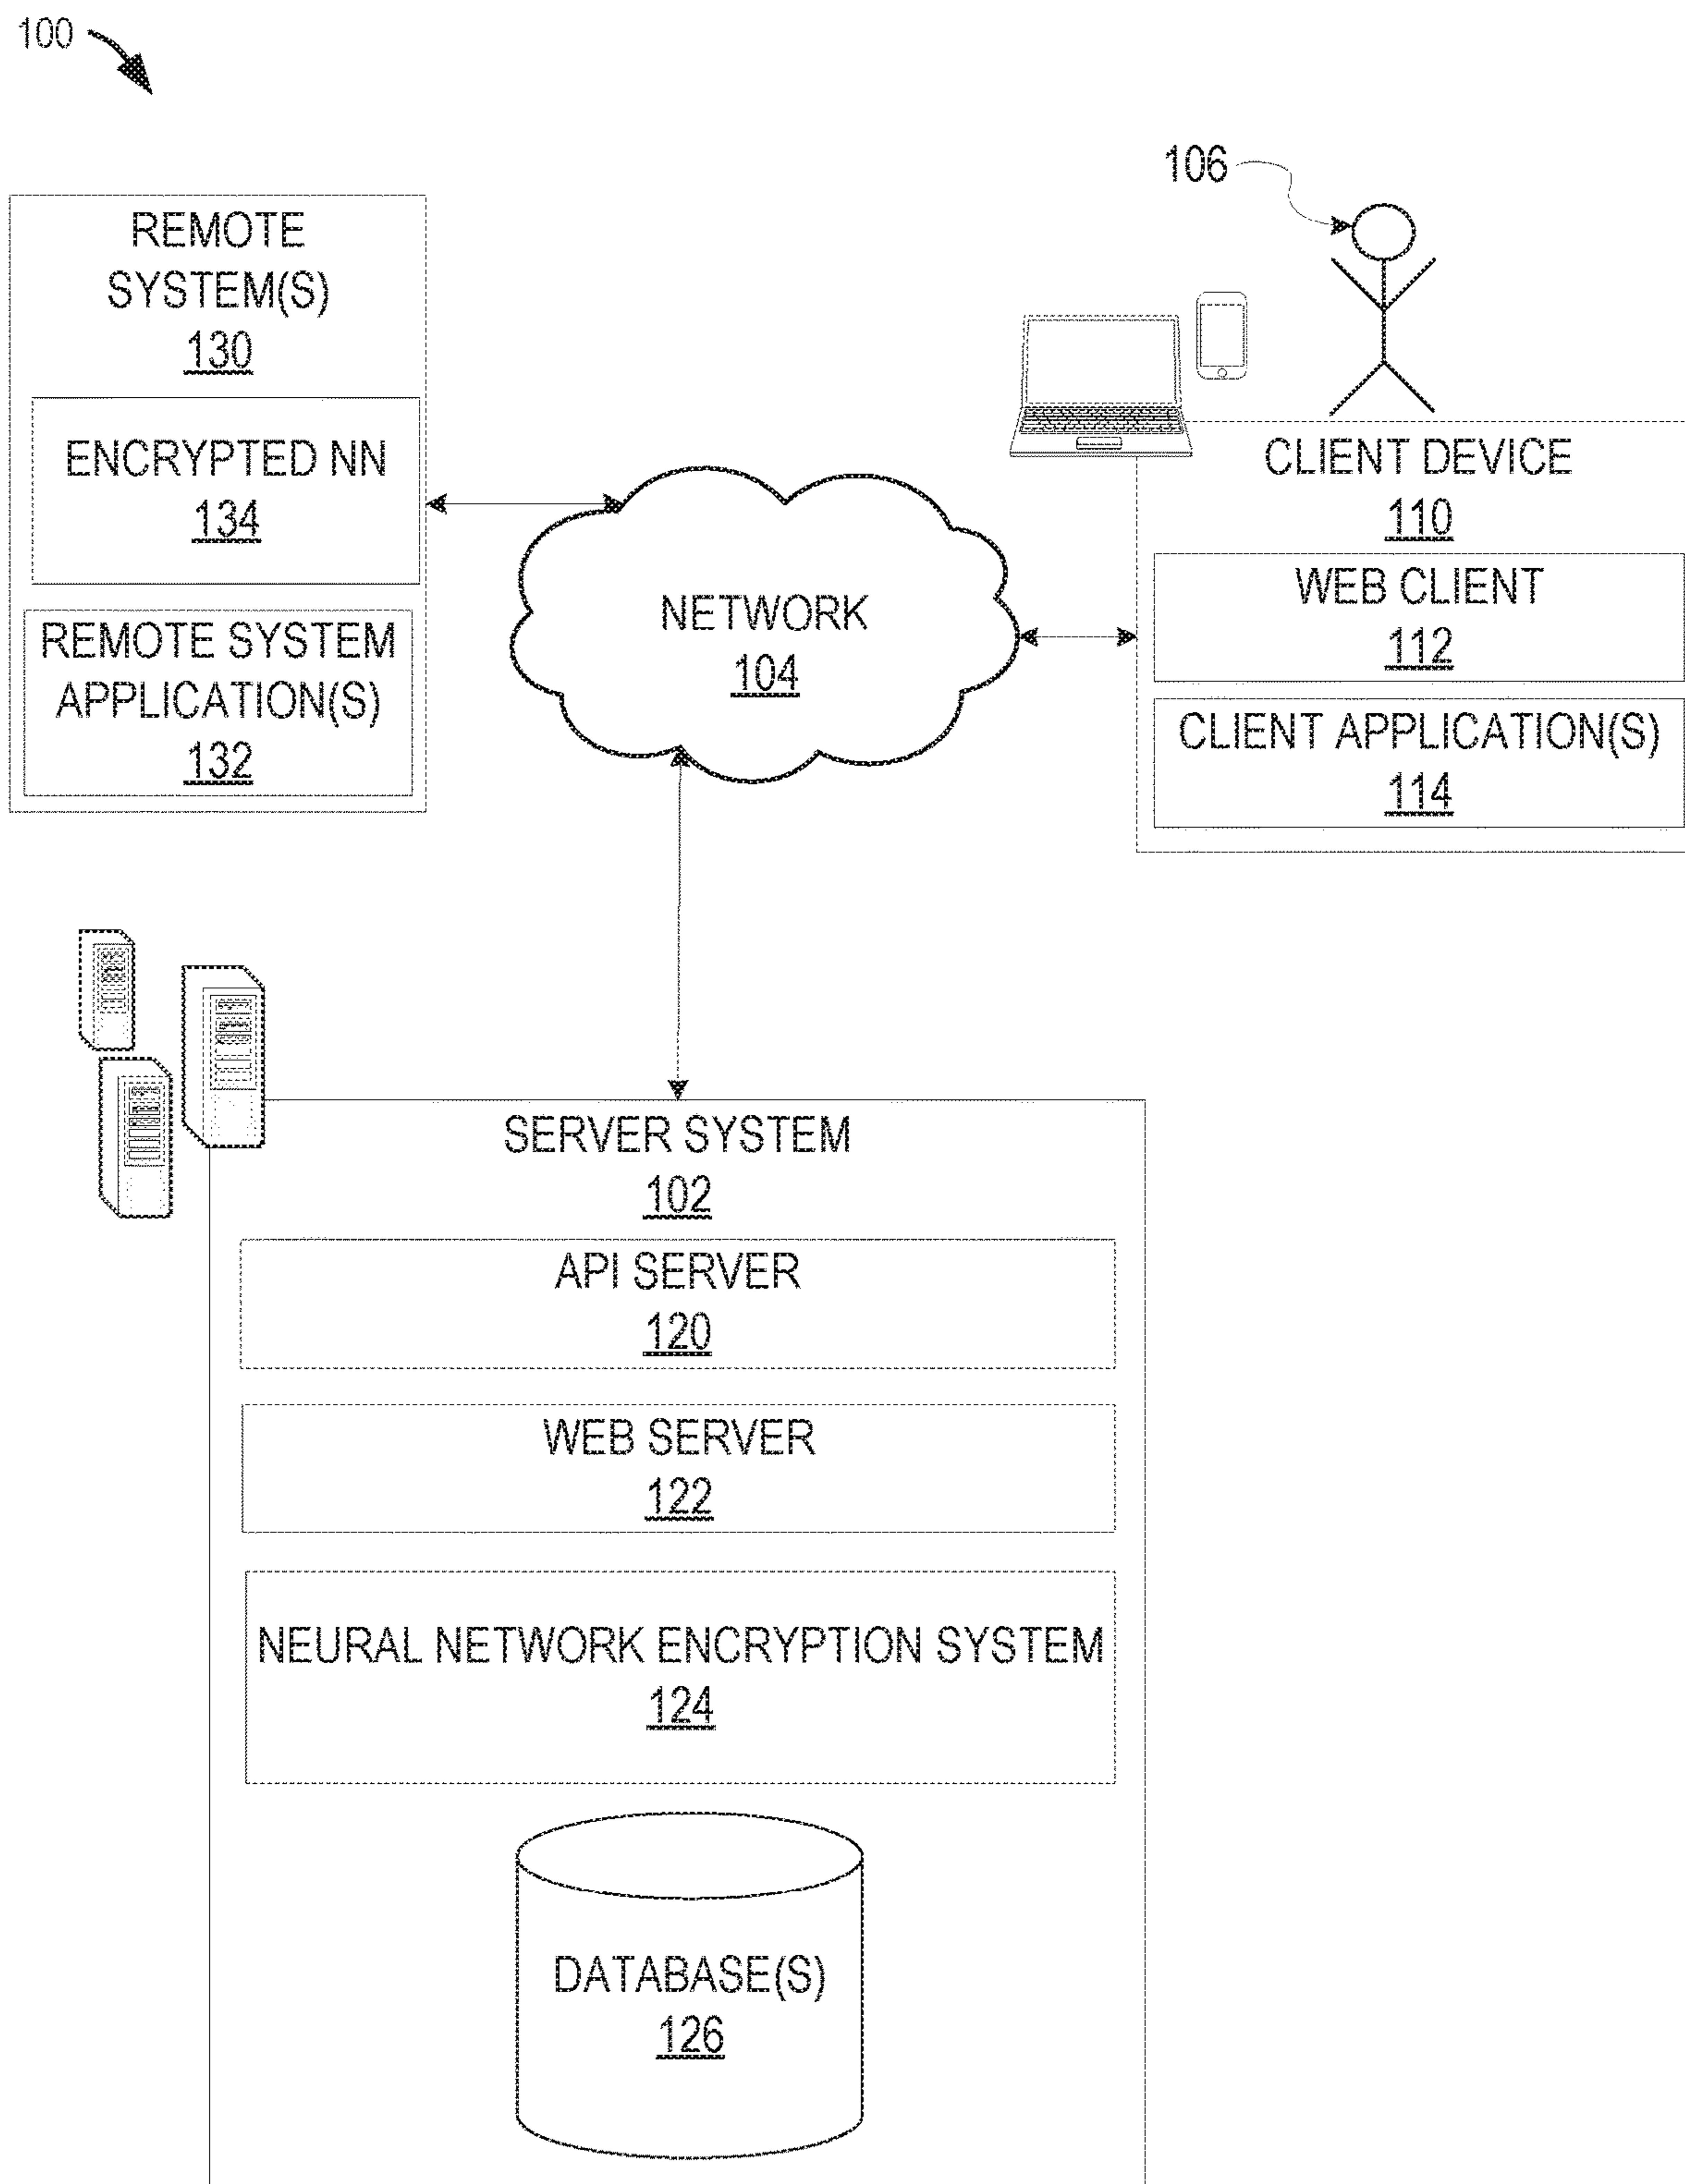 100
106
REMOTE
SYSTEM(S)
130
ENCRYPTED NN
134
REMOTE SYSTEM
APPLICATION(S)
132
NETWORK
104
CLIENT DEVICE
110
WEB CLIENT
112
CLIENT APPLICATION(S)
114
SERVER SYSTEM
102
API SERVER
120
WEB SERVER
122
NEURAL NETWORK ENCRYPTION SYSTEM
124
DATABASE(S)
126